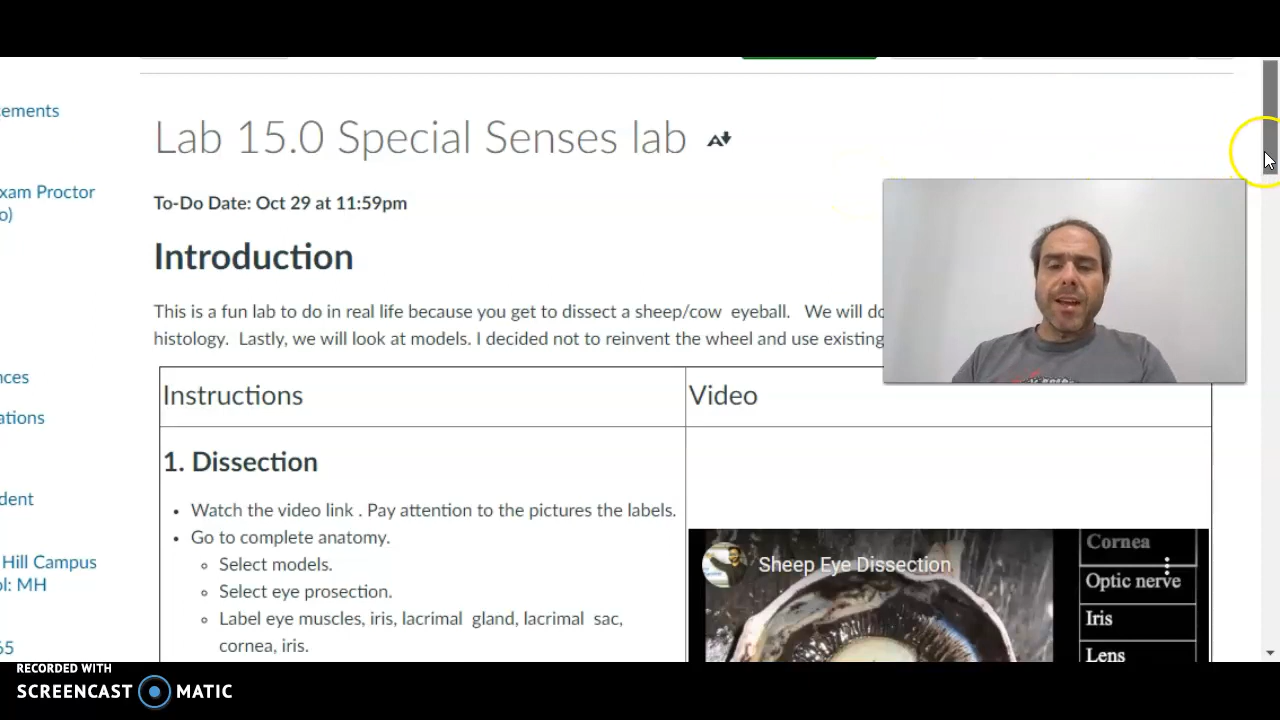 cements
Lab 15.0 Special Senses lab
xam Proctor
o)
To-Do Date: Oct 29 at 11:59pm
Introduction
This is a fun lab to do in real life because you get to dissect a sheep/cow eyeball. We will do
histology. Lastly, we will look at models. I decided not to reinvent the wheel and use existing
nces
ations
Instructions
Video
1. Dissection
dent
Watch the video link . Pay attention to the pictures the labels.
Go to complete anatomy.
Select models.
Select eye prosection.
Label eye muscles, iris, lacrimal gland, lacrimal sac,
cornea, iris.
Hill Campus
ol: MH
65
Sheep Eye Dissection
Cornea
Optic nerve
Iris
Lens
RECORDED WITH
SCREENCAST MATIC